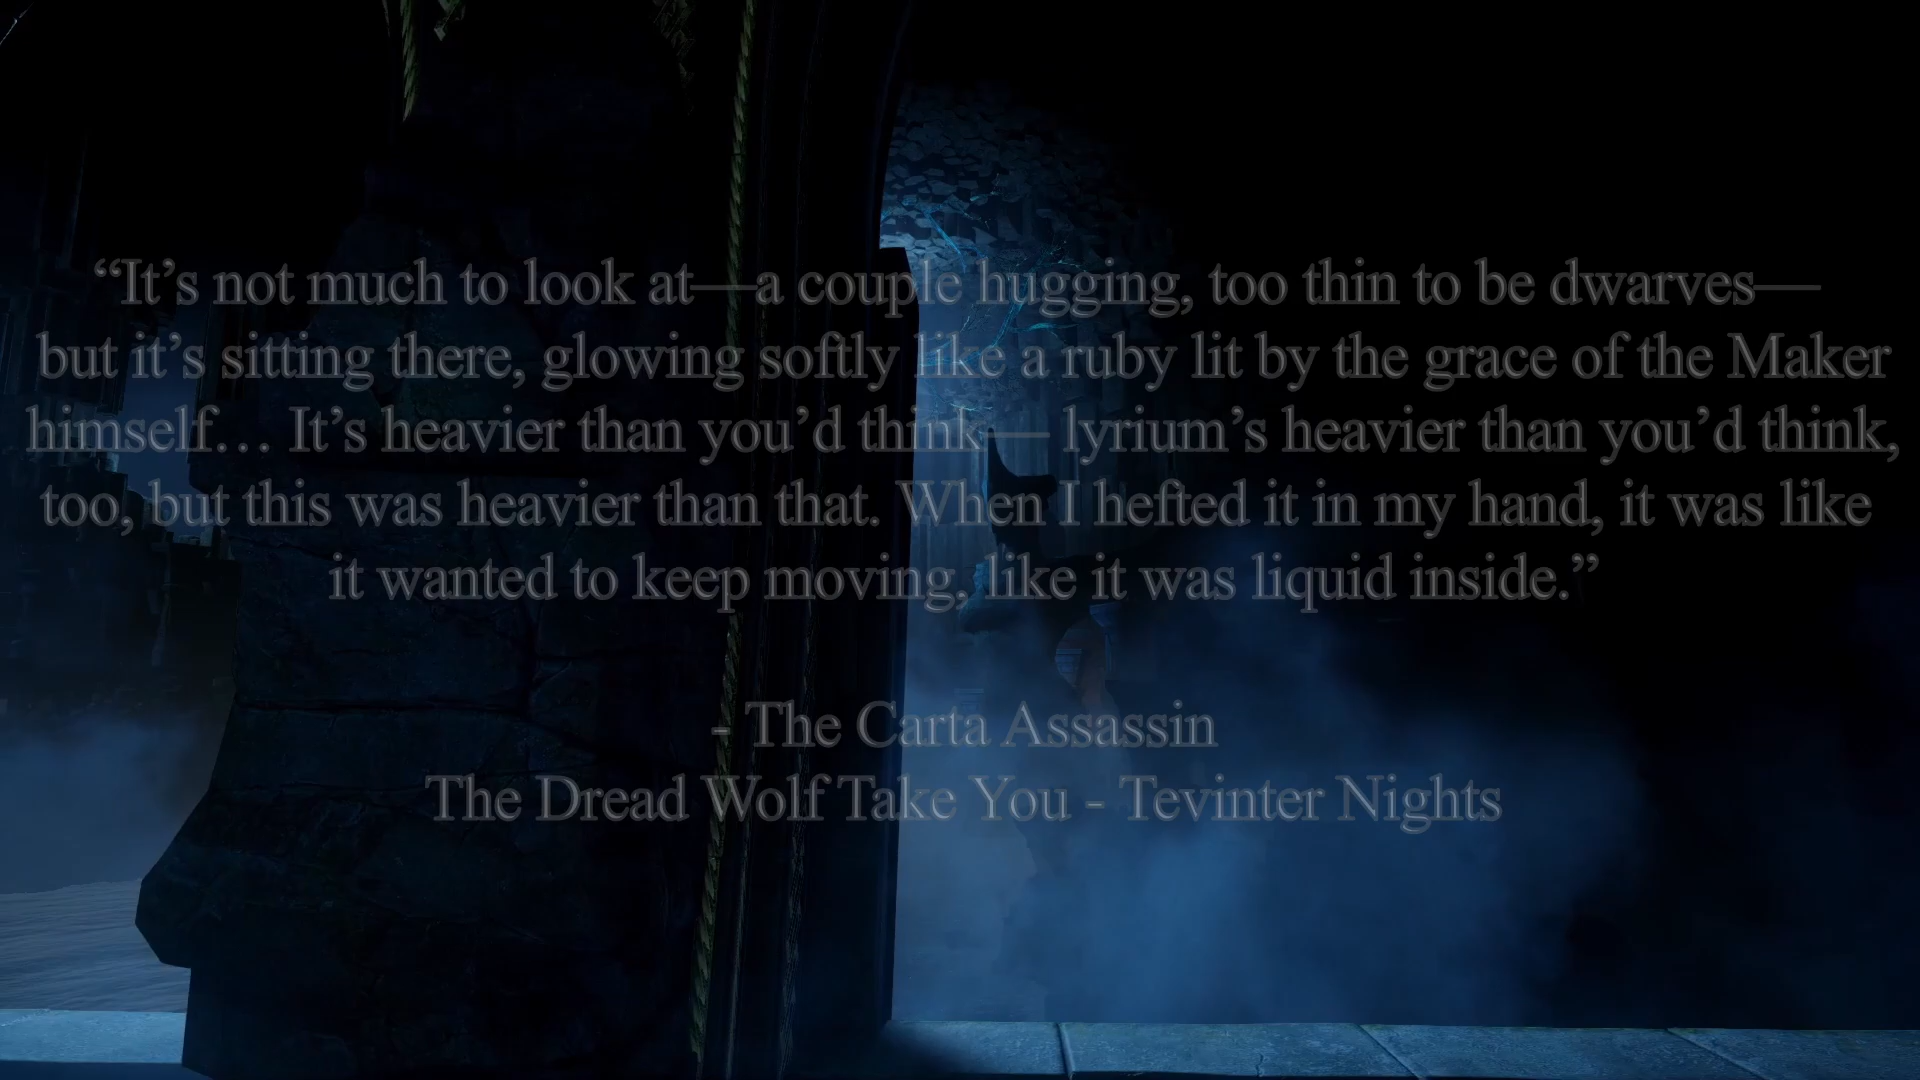 “It’s not much to look at—a couple hugging, too thin to be dwarves—
but it’s sitting there, glowing softly like a ruby lit by the grace of the Maker
himself… It’s heavier than you’d think— lyrium’s heavier than you’d think,
too, but this was heavier than that. When I hefted it in my hand, it was like
it wanted to keep moving, like it was liquid inside.”
- The Carta Assassin
The Dread Wolf Take You - Tevinter Nights